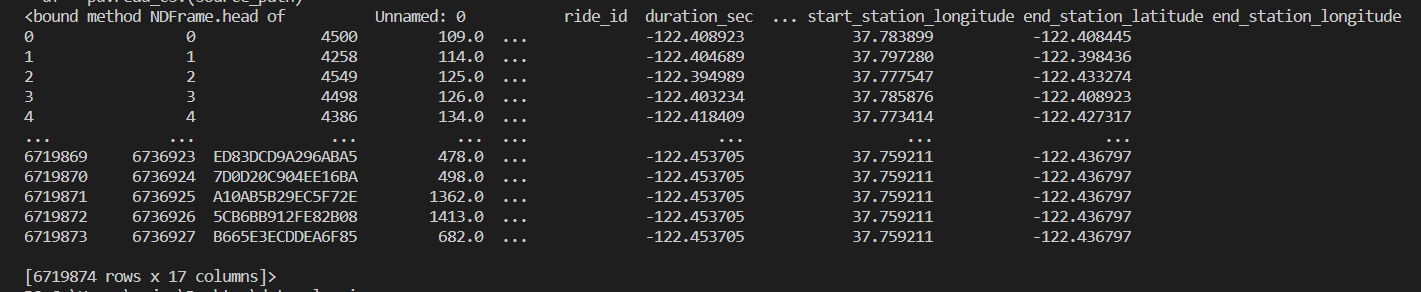 <bound method NDFrame.head of          Unnamed: 0           ride_id  duration_sec  ... start_station_longitude end_station_latitude end_station_longitude
0                 0              4500         109.0  ...             -122.408923            37.783899           -122.408445
1                 1              4258         114.0  ...             -122.404689            37.797280           -122.398436
2                 2              4549         125.0  ...             -122.394989            37.777547           -122.433274
3                 3              4498         126.0  ...             -122.403234            37.785876           -122.408923
4                 4              4386         134.0  ...             -122.418409            37.773414           -122.427317
...             ...               ...           ...  ...                     ...                  ...                   ...
6719869     6736923  ED83DCD9A296ABA5         478.0  ...             -122.453705            37.759211           -122.436797
6719870     6736924  7D0D20C904EE16BA         498.0  ...             -122.453705            37.759211           -122.436797
6719871     6736925  A10AB5B29EC5F72E        1362.0  ...             -122.453705            37.759211           -122.436797
6719872     6736926  5CB6BB912FE82B08        1413.0  ...             -122.453705            37.759211           -122.436797
6719873     6736927  B665E3ECDDEA6F85         682.0  ...             -122.453705            37.759211           -122.436797
[6719874 rows x 17 columns]>